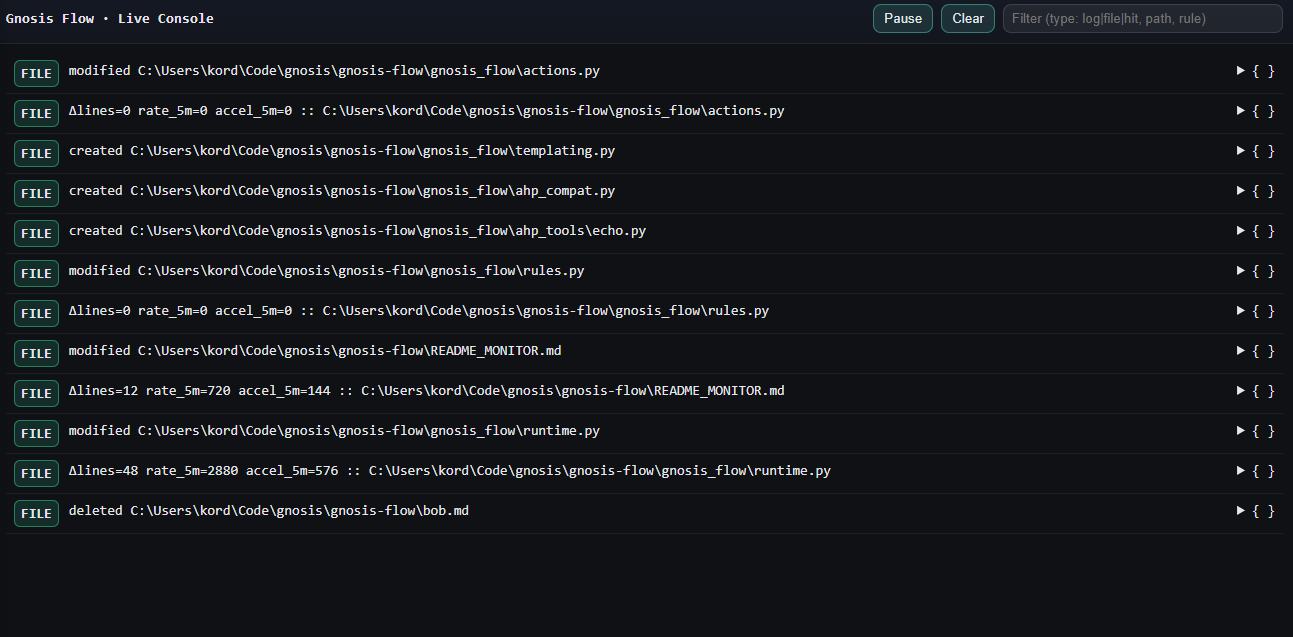 Gnosis Flow • Live Console
Pause
Clear
Filter (type: log|file|hit, path, rule)
FILE modified C:\Users\kord\Code\gnosis\gnosis-flow\gnosis_flow\actions.py ▶ { }
FILE Δlines=0 rate_5m=0 accel_5m=0 :: C:\Users\kord\Code\gnosis\gnosis-flow\gnosis_flow\actions.py ▶ { }
FILE created C:\Users\kord\Code\gnosis\gnosis-flow\gnosis_flow\templating.py ▶ { }
FILE created C:\Users\kord\Code\gnosis\gnosis-flow\gnosis_flow\ahp_compat.py ▶ { }
FILE created C:\Users\kord\Code\gnosis\gnosis-flow\gnosis_flow\ahp_tools\echo.py ▶ { }
FILE modified C:\Users\kord\Code\gnosis\gnosis-flow\gnosis_flow\rules.py ▶ { }
FILE Δlines=0 rate_5m=0 accel_5m=0 :: C:\Users\kord\Code\gnosis\gnosis-flow\gnosis_flow\rules.py ▶ { }
FILE modified C:\Users\kord\Code\gnosis\gnosis-flow\README_MONITOR.md ▶ { }
FILE Δlines=12 rate_5m=720 accel_5m=144 :: C:\Users\kord\Code\gnosis\gnosis-flow\README_MONITOR.md ▶ { }
FILE modified C:\Users\kord\Code\gnosis\gnosis-flow\gnosis_flow\runtime.py ▶ { }
FILE Δlines=48 rate_5m=2880 accel_5m=576 :: C:\Users\kord\Code\gnosis\gnosis-flow\gnosis_flow\runtime.py ▶ { }
FILE deleted C:\Users\kord\Code\gnosis\gnosis-flow\bob.md ▶ { }